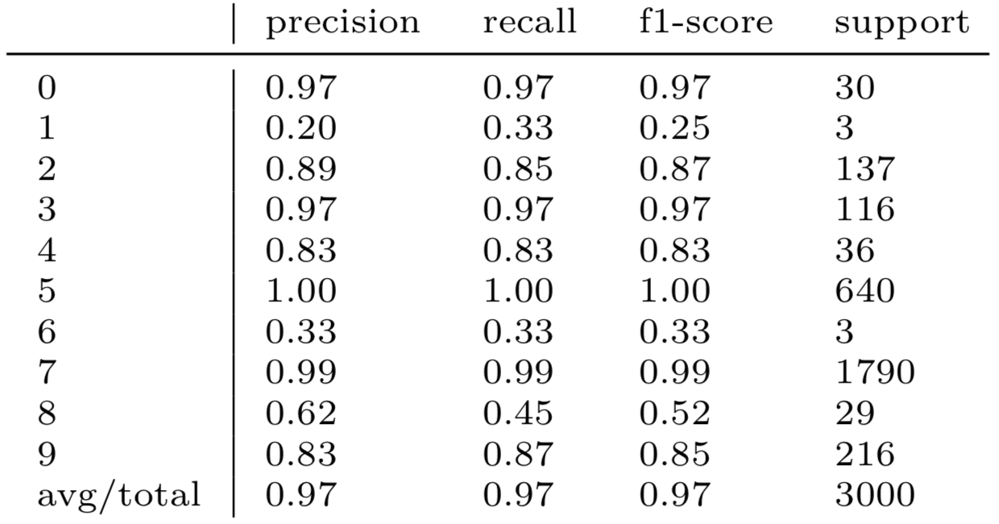 precision recall f1-score support
0 0.97 0.97 0.97 30
1 0.20 0.33 0.25 3
2 0.89 0.85 0.87 137
3 0.97 0.97 0.97 116
4 0.83 0.83 0.83 36
5 1.00 1.00 1.00 640
6 0.33 0.33 0.33 3
7 0.99 0.99 0.99 1790
8 0.62 0.45 0.52 29
9 0.83 0.87 0.85 216
avg/total 0.97 0.97 0.97 3000